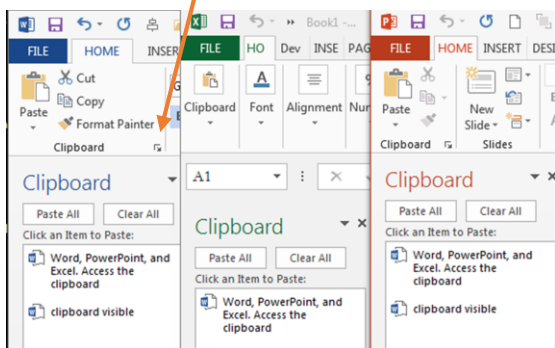 Book1 -...
FILE HOME INSER
FILE HO Dev INSE PAG
FILE HOME INSERT DESI
Cut
Copy
Format Painter
Paste
Clipboard
Clipboard Font Alignment Num
Paste
New
Slide
Clipboard Slides
A1
Clipboard
Paste All Clear All
Click an Item to Paste:
Word, PowerPoint, and
Excel. Access the
clipboard
clipboard visible
Clipboard
Paste All Clear All
Click an Item to Paste:
Word, PowerPoint, and
Excel. Access the
clipboard
Clipboard
Paste All Clear All
Click an Item to Paste:
Word, PowerPoint, and
Excel. Access the
clipboard
clipboard visible